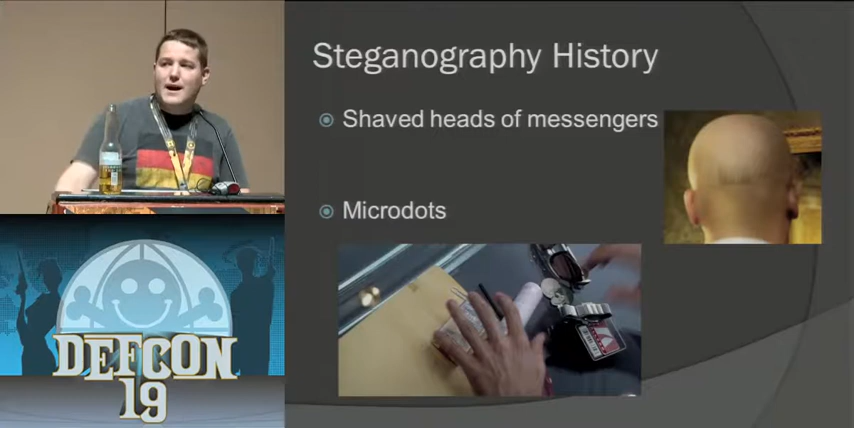 Steganography History
Shaved heads of messengers
Microdots
DEFCON
19